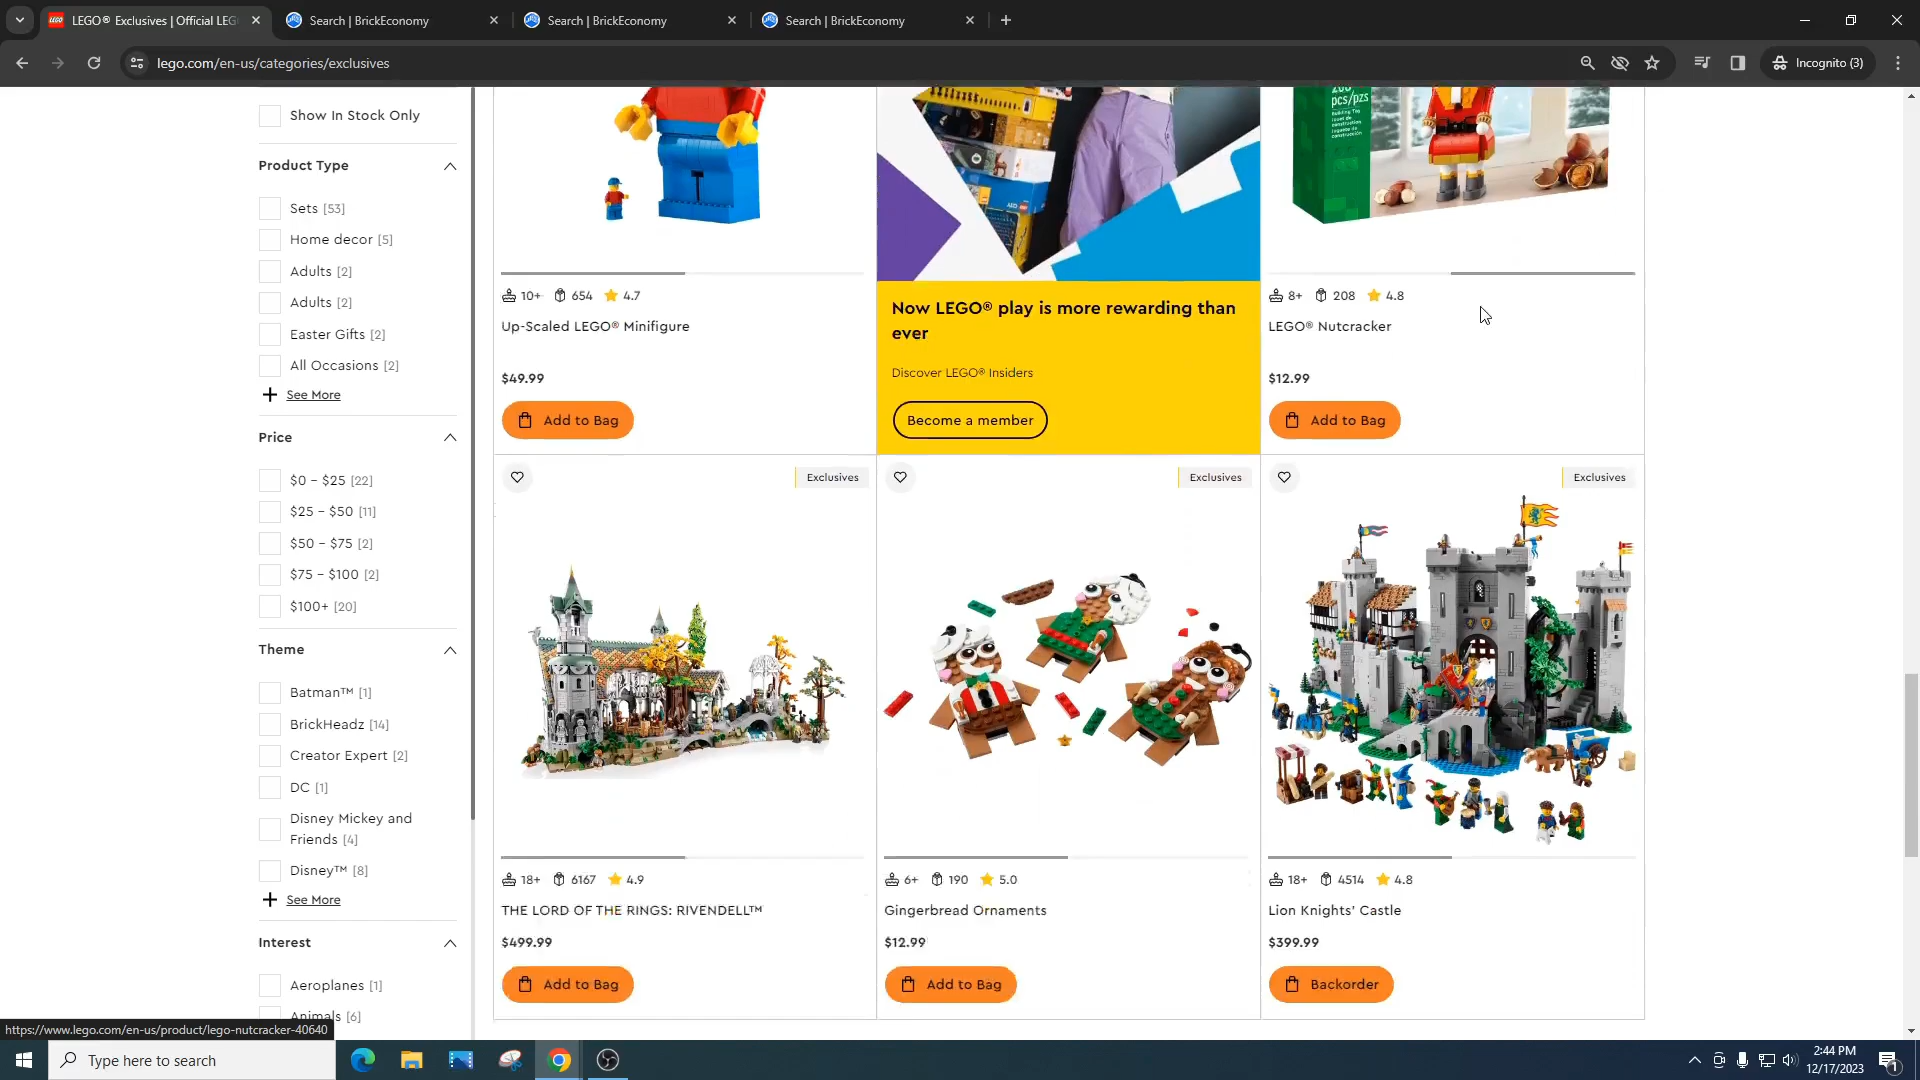 LEGO® Exclusives | Official LEG
Search | BrickEconomy
Search | BrickEconomy
Search | BrickEconomy
lego.com/en-us/categories/exclusives
Incognito (3)
Show In Stock Only
Product Type
Sets [53]
Home decor [5]
Adults [2]
Adults [2]
Easter Gifts [2]
All Occasions [2]
See More
Price
$0 - $25 [22]
$25 - $50 [11]
$50 - $75 [2]
$75 - $100 [2]
$100+ [20]
Theme
Batman™ [1]
BrickHeadz [14]
Creator Expert [2]
DC [1]
Disney Mickey and
Friends [4]
Disney™ [8]
See More
Interest
Aeroplanes [1]
Animals [6]
10+ 654 4.7
Up-Scaled LEGO® Minifigure
$49.99
Add to Bag
Now LEGO® play is more rewarding than
ever
Discover LEGO® Insiders
Become a member
pcs/pzs
8+ 208 4.8
LEGO® Nutcracker
$12.99
Add to Bag
Exclusives
18+ 6167 4.9
THE LORD OF THE RINGS: RIVENDELL™
$499.99
Add to Bag
Exclusives
6+ 190 5.0
Gingerbread Ornaments
$12.99
Add to Bag
Exclusives
18+ 4514 4.8
Lion Knights' Castle
$399.99
Backorder
https://www.lego.com/en-us/product/lego-nutcracker-40640
Type here to search
2:44 PM
12/17/2023
1